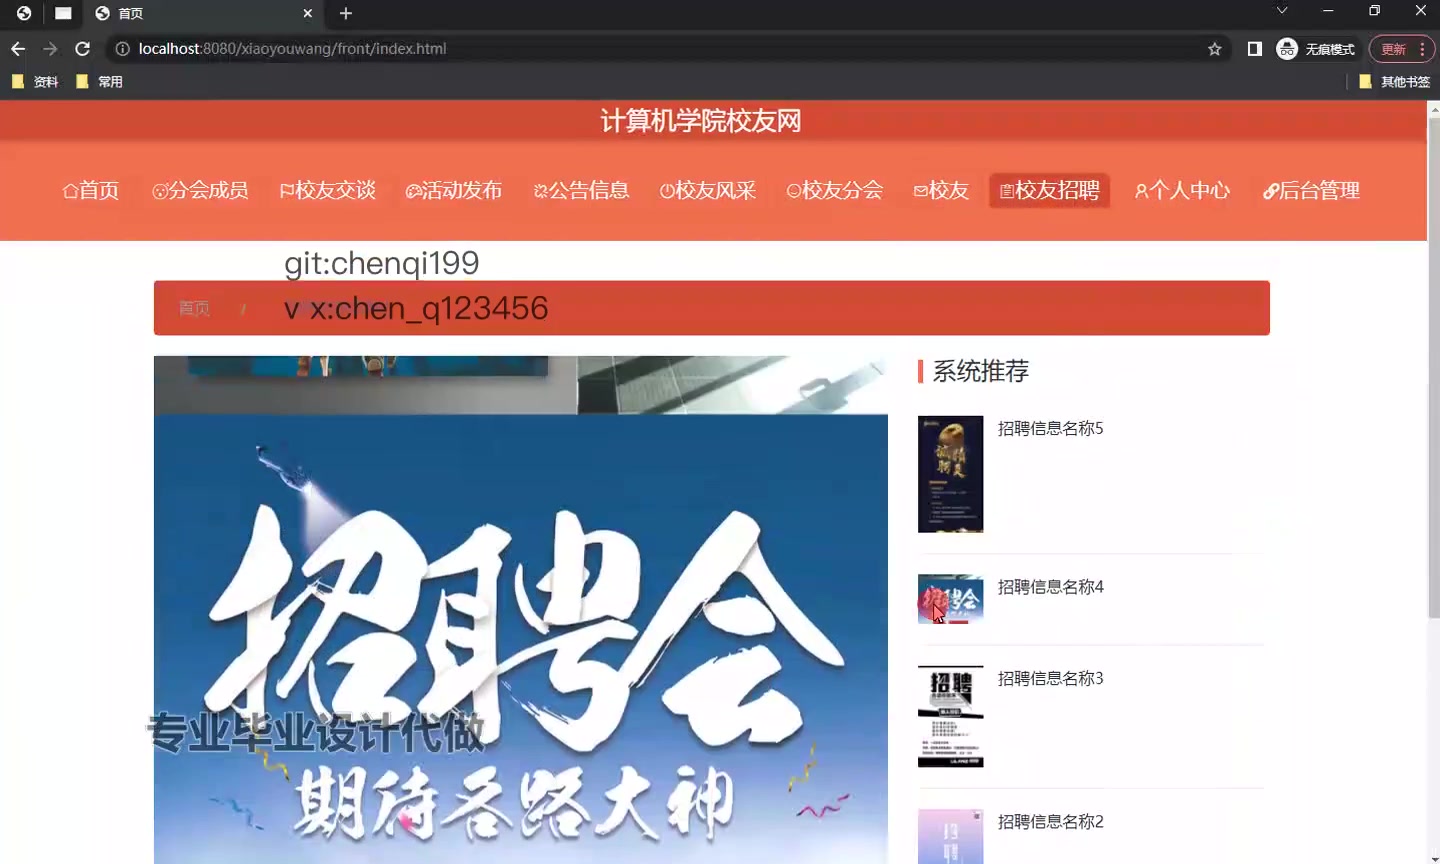 首页
localhost:8080/xiaoyouwang/front/index.html
无痕模式
更新
资料
常用
其他书签
计算机学院校友网
首页
分会成员
校友交谈
活动发布
公告信息
校友风采
校友分会
校友
校友招聘
个人中心
后台管理
git:chenqi199
首页 /
v x:chen_q123456
系统推荐
招聘信息名称5
招聘信息名称4
招聘会
招聘信息名称3
招聘
专业毕业设计代做
期待各路大神
招聘信息名称2